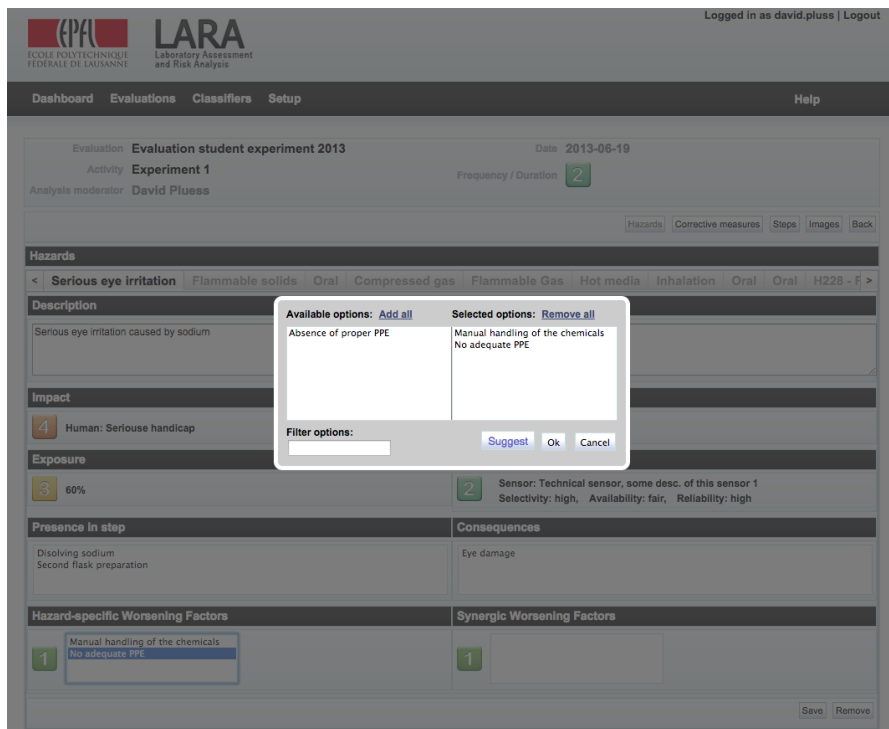 Logged in as david.pluss | Logout
EPFL
ECOLE POLYTECHNIQUE
FÉDÉRALE DE LAUSANNE
LARA
Laboratory Assessment
and Risk Analysis
Dashboard Evaluations Classifiers Setup Help
Evaluation Evaluation student experiment 2013 Date 2013-06-19
Activity Experiment 1 Frequency / Duration 2
Analysis moderator David Pluess
Hazards Corrective measures Steps Images Back
Hazards
< Serious eye irritation Flammable solids Oral Compressed gas Flammable Gas Hot media Inhalation Oral Oral H228 - F >
Description
Serious eye irritation caused by sodium
Available options: Add all Selected options: Remove all
Absence of proper PPE
Manual handling of the chemicals
No adequate PPE
Filter options:
Suggest Ok Cancel
Impact
4 Human: Seriouse handicap
Exposure
3 60%
2 Sensor: Technical sensor, some desc. of this sensor 1
Selectivity: high, Availability: fair, Reliability: high
Presence in step Consequences
Disolving sodium
Second flask preparation
Eye damage
Hazard-specific Worsening Factors Synergic Worsening Factors
1 Manual handling of the chemicals
No adequate PPE
1
Save Remove